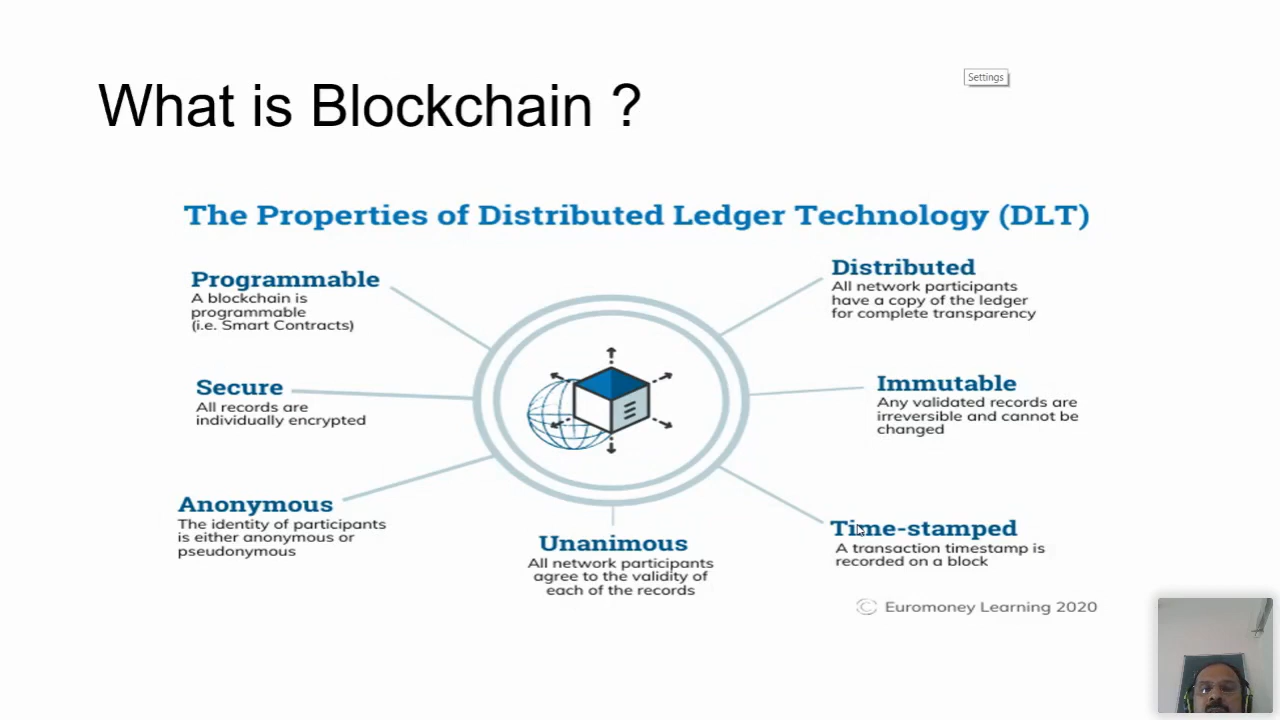 What is Blockchain ?
Settings
The Properties of Distributed Ledger Technology (DLT)
Programmable
A blockchain is
programmable
(i.e. Smart Contracts)
Secure
All records are
individually encrypted
Anonymous
The identity of participants
is either anonymous or
pseudonymous
Unanimous
All network participants
agree to the validity of
each of the records
Distributed
All network participants
have a copy of the ledger
for complete transparency
Immutable
Any validated records are
irreversible and cannot be
changed
Time-stamped
A transaction timestamp is
recorded on a block
© Euromoney Learning 2020